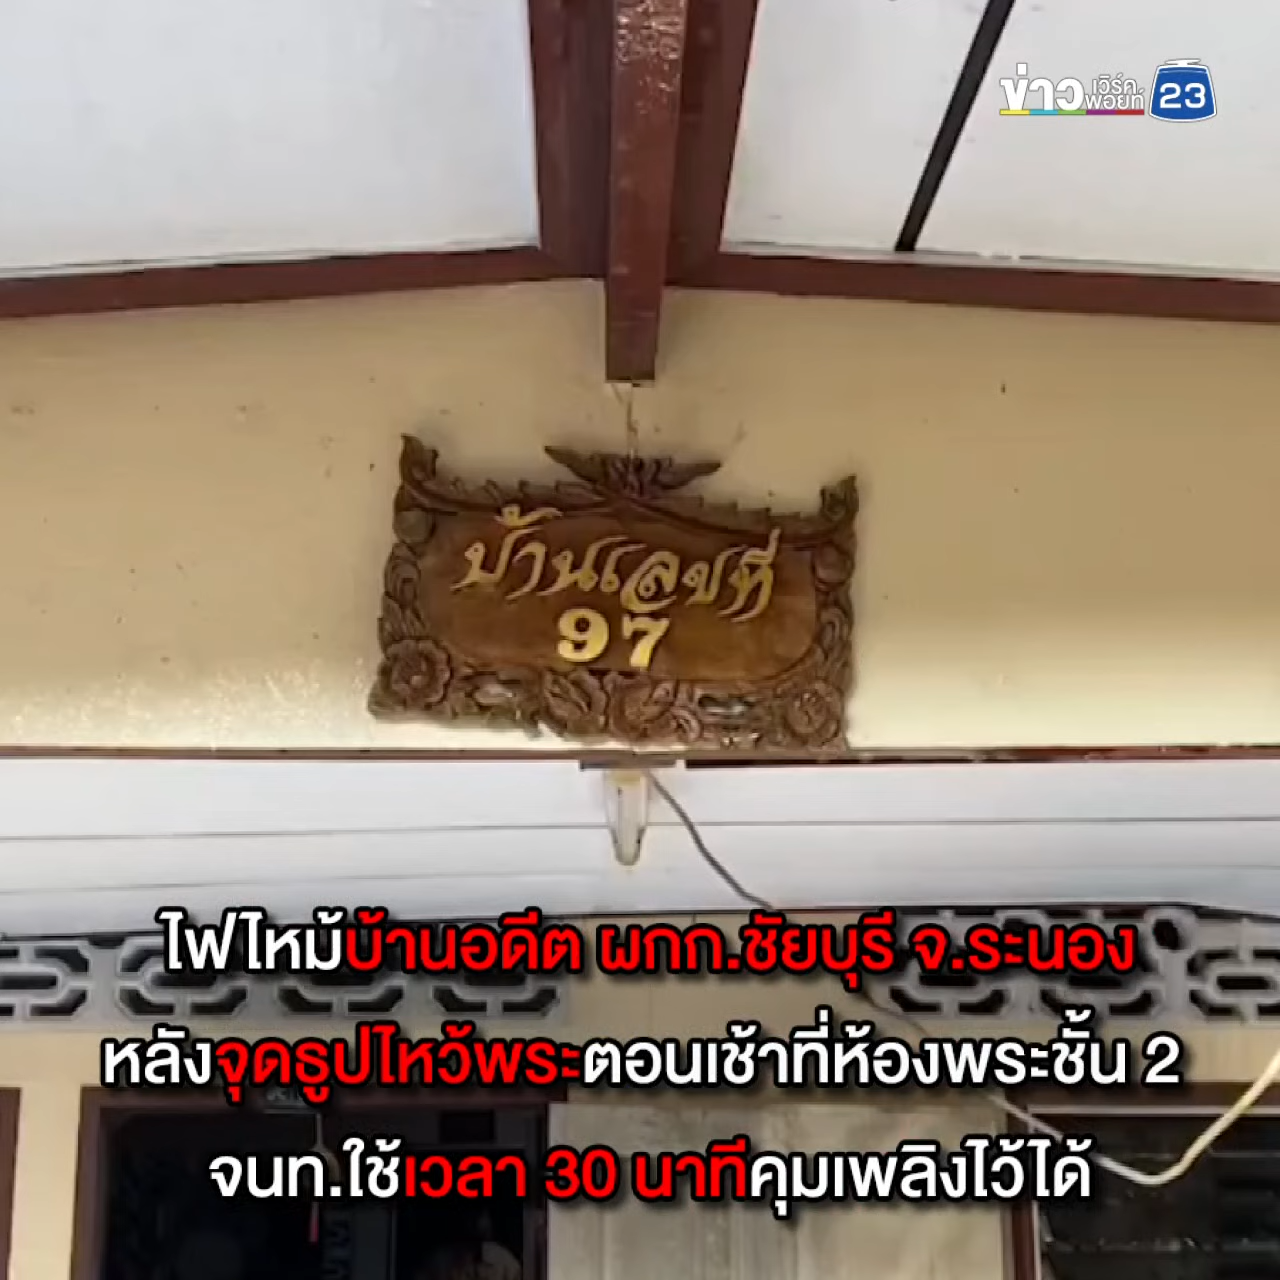 ข่าวเวิร์คพอยท์ 23
บ้านเลขที่
97
ไฟไหม้บ้านอดีต ผกก.ชัยบุรี จ.ระนอง
หลังจุดธูปไหว้พระตอนเช้าที่ห้องพระชั้น 2
จนท.ใช้เวลา 30 นาทีคุมเพลิงไว้ได้